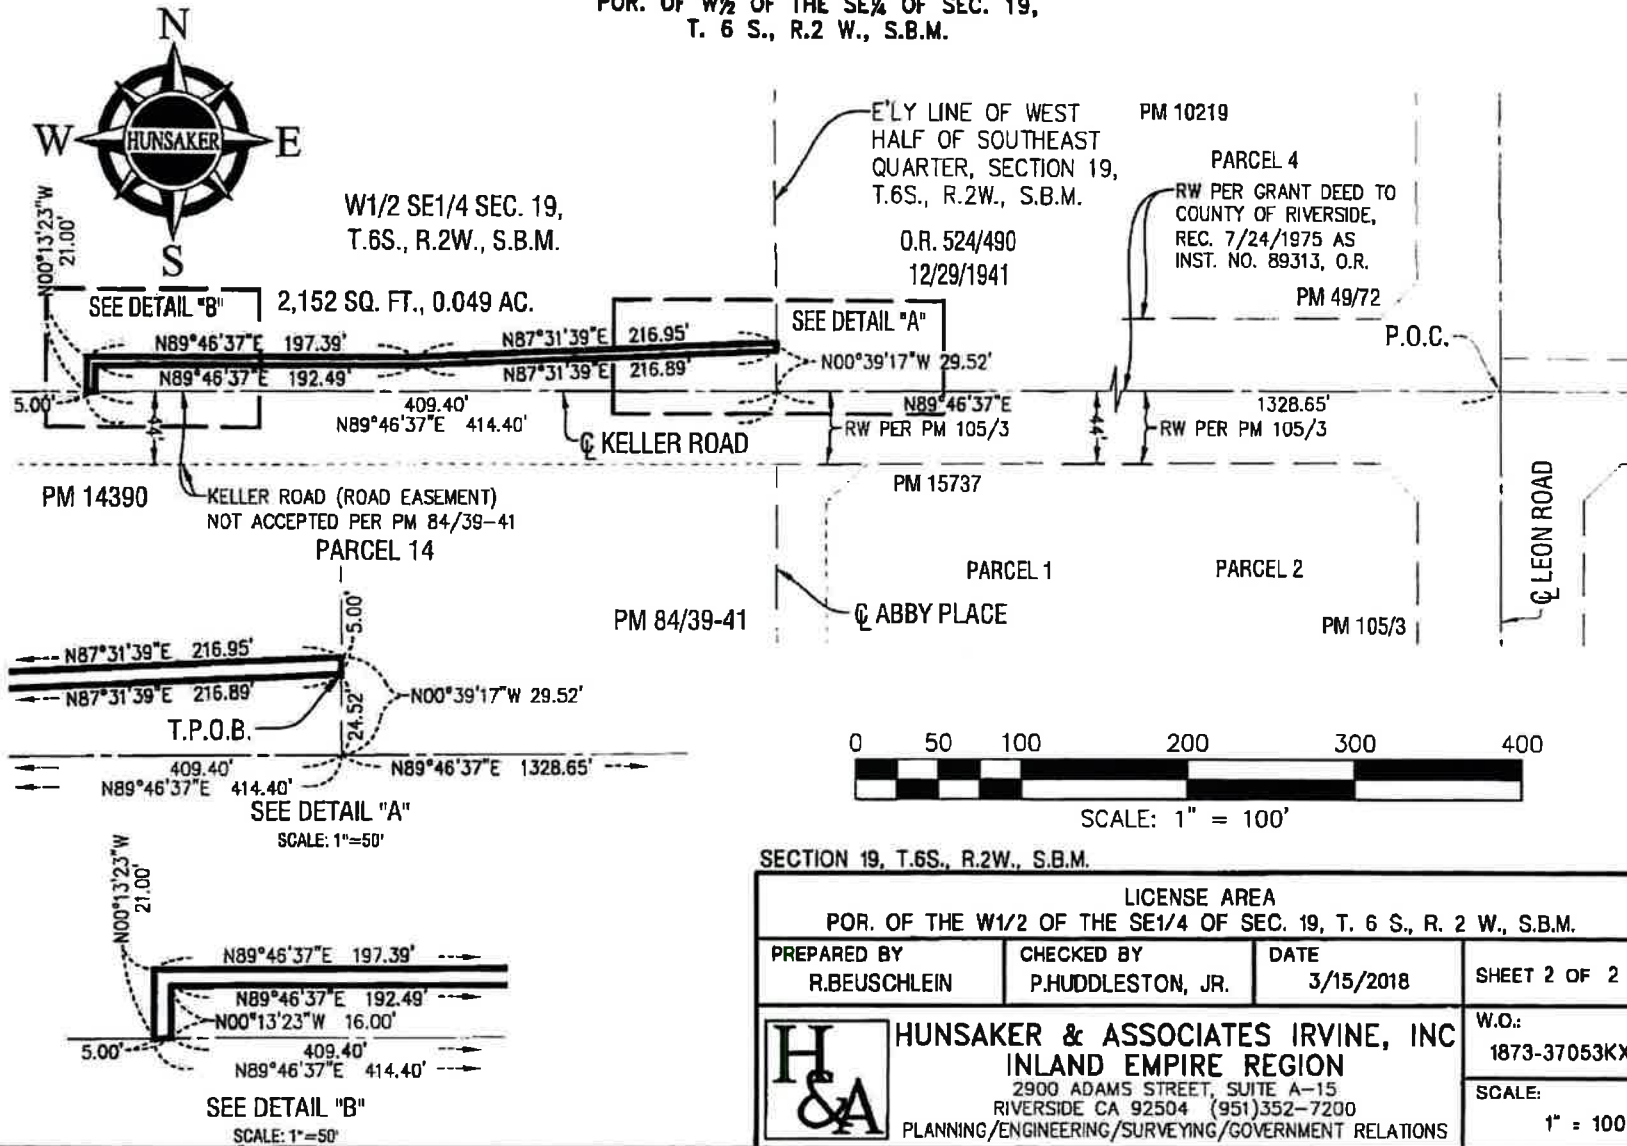 POR. OF W½ OF THE SE¼ OF SEC. 19,
T. 6 S., R.2 W., S.B.M.
N
W
HUNSAKER
E
S
E'LY LINE OF WEST
HALF OF SOUTHEAST
QUARTER, SECTION 19,
T.6S., R.2W., S.B.M.
O.R. 524/490
12/29/1941
PM 10219
PARCEL 4
RW PER GRANT DEED TO
COUNTY OF RIVERSIDE,
REC. 7/24/1975 AS
INST. NO. 89313, O.R.
PM 49/72
P.O.C.
W1/2 SE1/4 SEC. 19,
T.6S., R.2W., S.B.M.
N00°13'23"W
21.00'
SEE DETAIL "B"
2,152 SQ. FT., 0.049 AC.
SEE DETAIL "A"
N89°46'37"E 197.39'
N87°31'39"E 216.95'
N89°46'37"E 192.49'
N87°31'39"E 216.89'
N00°39'17"W 29.52'
5.00'
409.40'
N89°46'37"E 414.40'
44'
N89°46'37"E
1328.65'
RW PER PM 105/3
44'
RW PER PM 105/3
℄ KELLER ROAD
PM 14390
KELLER ROAD (ROAD EASEMENT)
NOT ACCEPTED PER PM 84/39-41
PARCEL 14
PM 15737
PARCEL 1
PARCEL 2
℄ LEON ROAD
PM 84/39-41
℄ ABBY PLACE
PM 105/3
N87°31'39"E 216.95'
5.00'
N87°31'39"E 216.89'
N00°39'17"W 29.52'
24.52'
T.P.O.B.
409.40'
N89°46'37"E 1328.65'
N89°46'37"E 414.40'
SEE DETAIL "A"
SCALE: 1"=50'
0 50 100 200 300 400
SCALE: 1" = 100'
N00°13'23"W
21.00'
N89°46'37"E 197.39'
N89°46'37"E 192.49'
N00°13'23"W 16.00'
5.00'
409.40'
N89°46'37"E 414.40'
SEE DETAIL "B"
SCALE: 1"=50'
SECTION 19, T.6S., R.2W., S.B.M.
LICENSE AREA
POR. OF THE W1/2 OF THE SE1/4 OF SEC. 19, T. 6 S., R. 2 W., S.B.M.
PREPARED BY
R.BEUSCHLEIN
CHECKED BY
P.HUDDLESTON, JR.
DATE
3/15/2018
SHEET 2 OF 2
H&A
HUNSAKER & ASSOCIATES IRVINE, INC
INLAND EMPIRE REGION
2900 ADAMS STREET, SUITE A-15
RIVERSIDE CA 92504 (951)352-7200
PLANNING/ENGINEERING/SURVEYING/GOVERNMENT RELATIONS
W.O.:
1873-37053KX
SCALE:
1" = 100